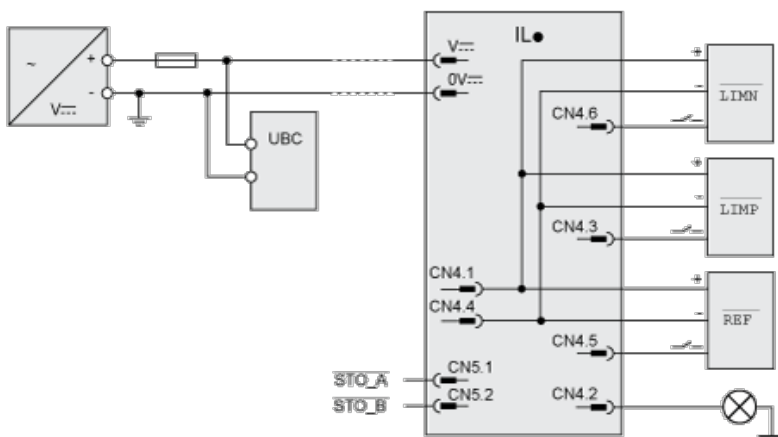 IL●
~
+
-
V⎓
V⎓
0V⎓
UBC
CN4.6
+
-
LIMN
CN4.3
+
-
LIMP
CN4.1
CN4.4
CN4.5
+
-
REF
STO_A
CN5.1
STO_B
CN5.2
CN4.2